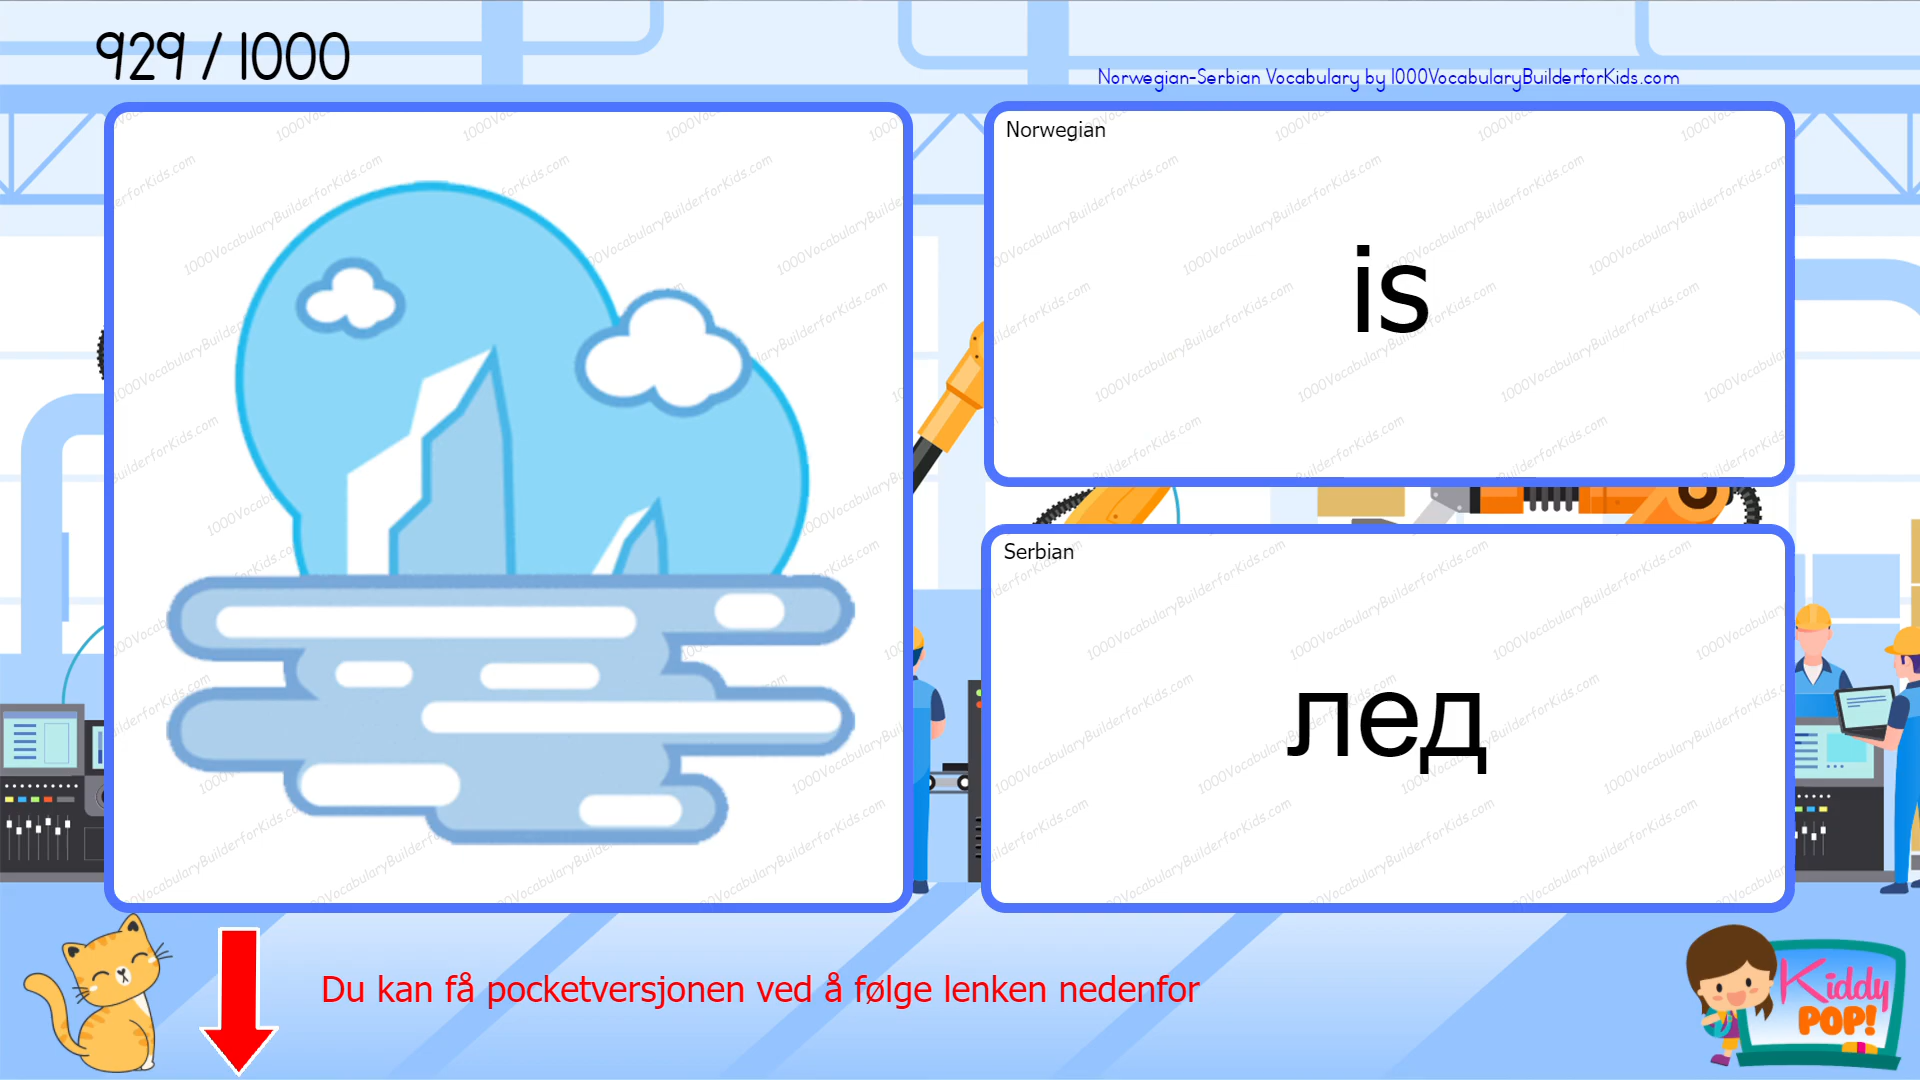 929 / 1000
Norwegian-Serbian Vocabulary by 1000VocabularyBuilderforKids.com
Norwegian
is
Serbian
лед
Du kan få pocketversjonen ved å følge lenken nedenfor
Kiddy
POP!